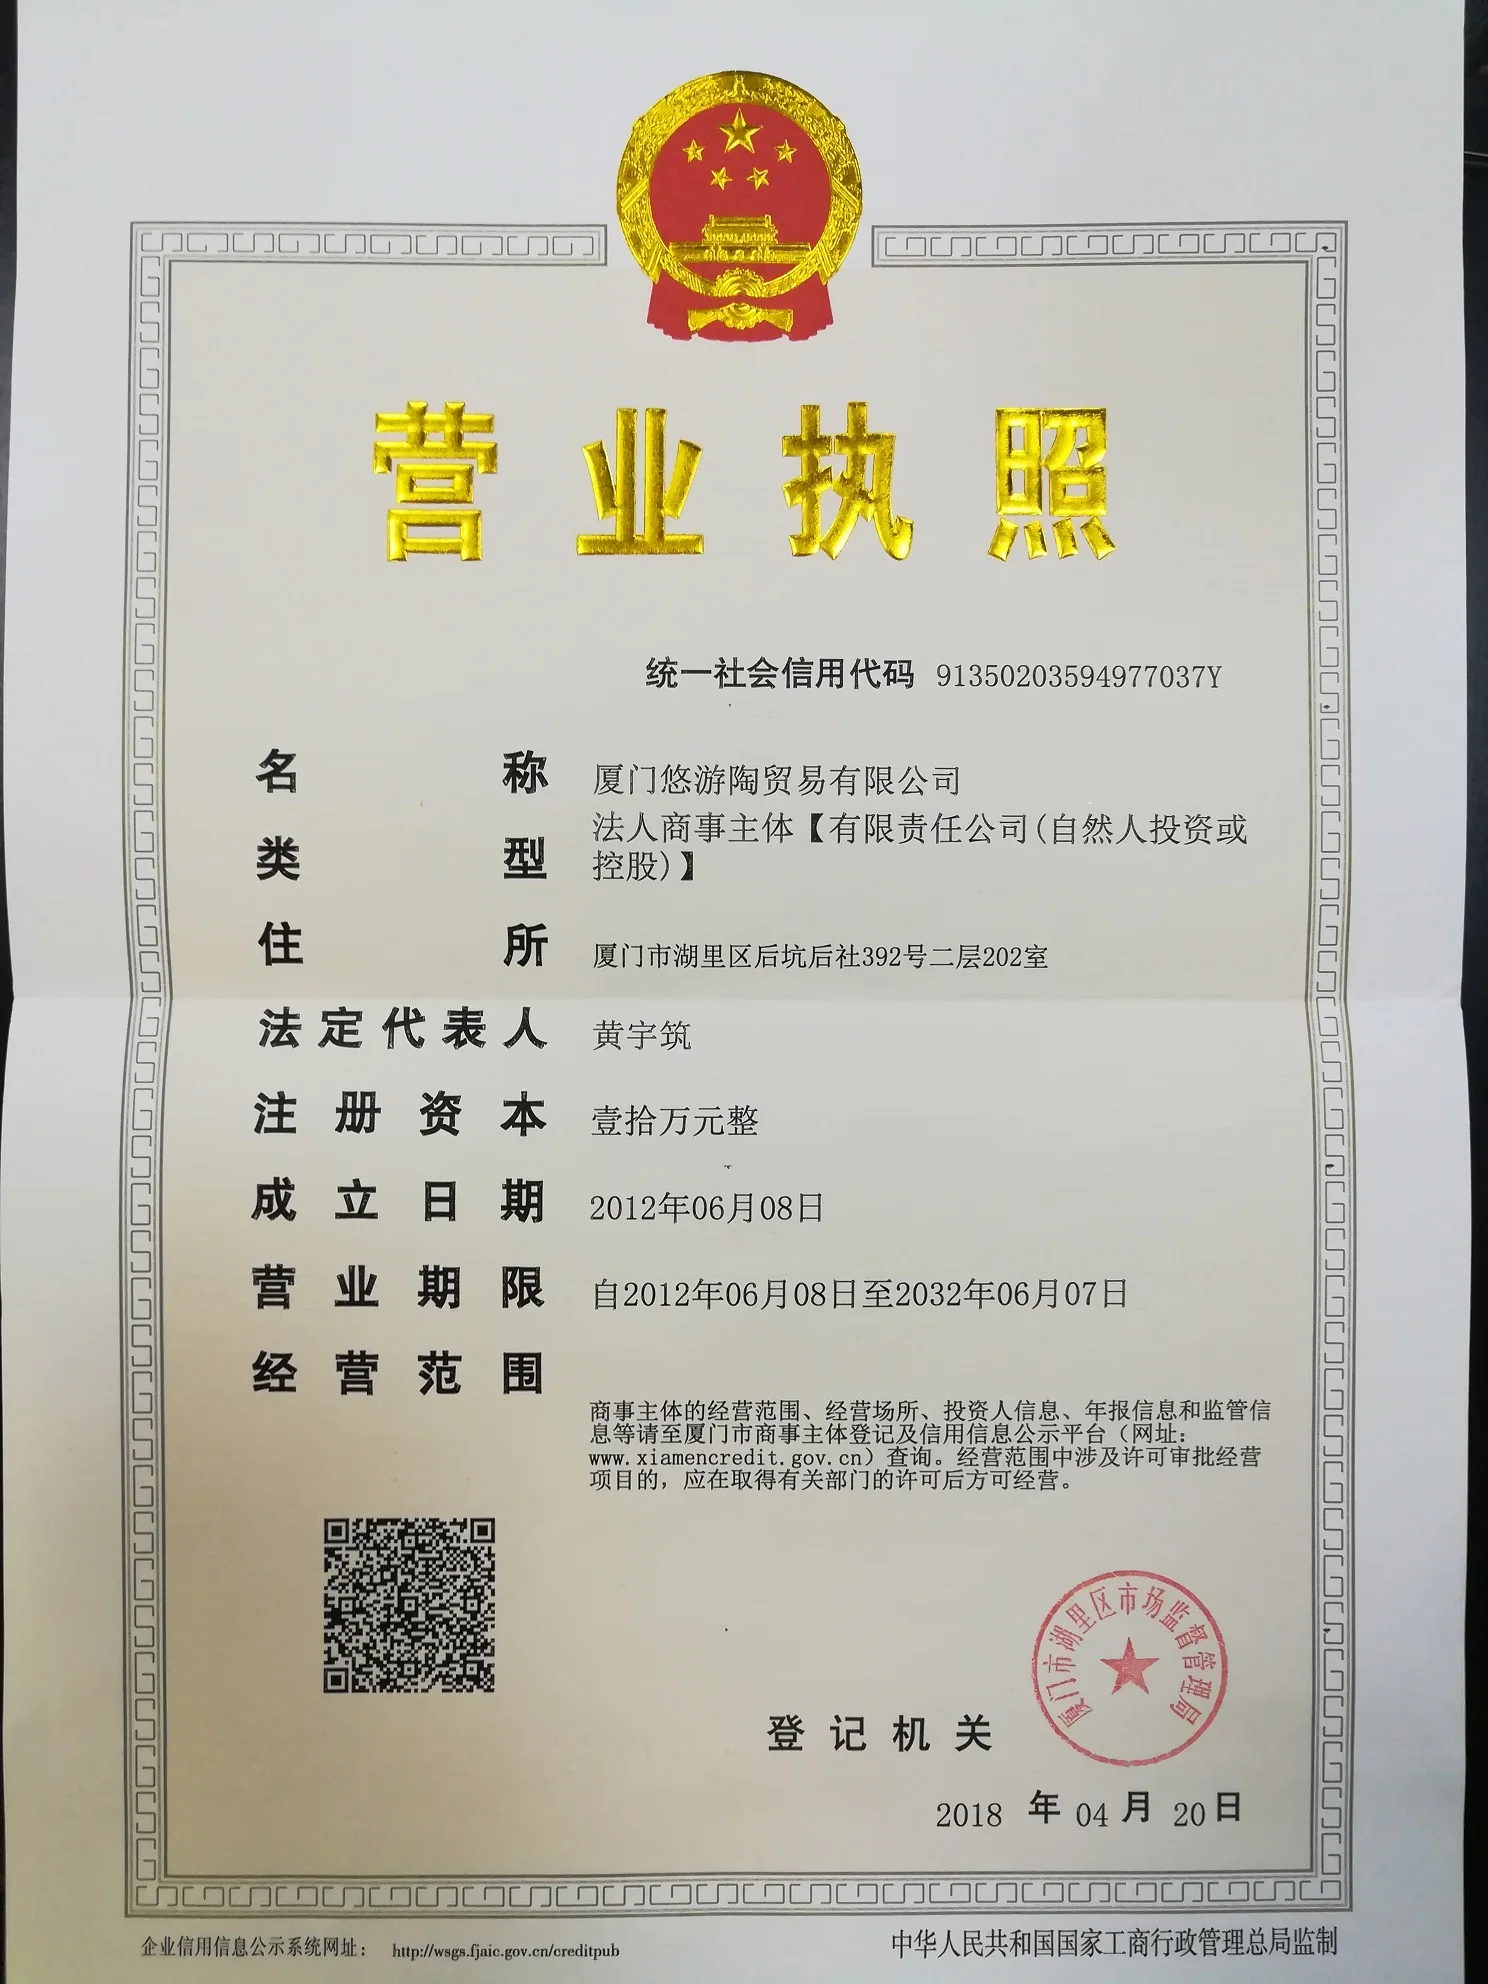 营业执照
统一社会信用代码 91350203594977037Y
名称 厦门悠游陶贸易有限公司
类型 法人商事主体【有限责任公司(自然人投资或
控股)】
住所 厦门市湖里区后坑后社392号二层202室
法定代表人 黄宇筑
注册资本 壹拾万元整
成立日期 2012年06月08日
营业期限 自2012年06月08日至2032年06月07日
经营范围
商事主体的经营范围、经营场所、投资人信息、年报信息和监管信
息等请至厦门市商事主体登记及信用信息公示平台（网址：
www.xiamencredit.gov.cn）查询。经营范围中涉及许可审批经营
项目的，应在取得有关部门的许可后方可经营。
厦门市湖里区市场监督管理局
登记机关
2018 年 04 月 20 日
企业信用信息公示系统网址： http://wsgs.fjaic.gov.cn/creditpub
中华人民共和国国家工商行政管理总局监制